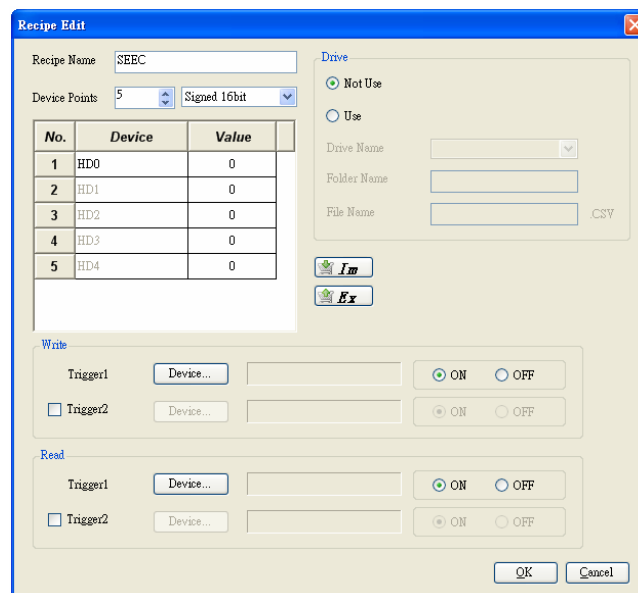 Recipe Edit
Recipe Name SEEC
Device Points 5 Signed 16bit
No. Device Value
1 HD0 0
2 HD1 0
3 HD2 0
4 HD3 0
5 HD4 0
Drive
Not Use
Use
Drive Name
Folder Name
File Name .CSV
Im
Ex
Write
Trigger1 Device... ON OFF
Trigger2 Device... ON OFF
Read
Trigger1 Device... ON OFF
Trigger2 Device... ON OFF
OK Cancel